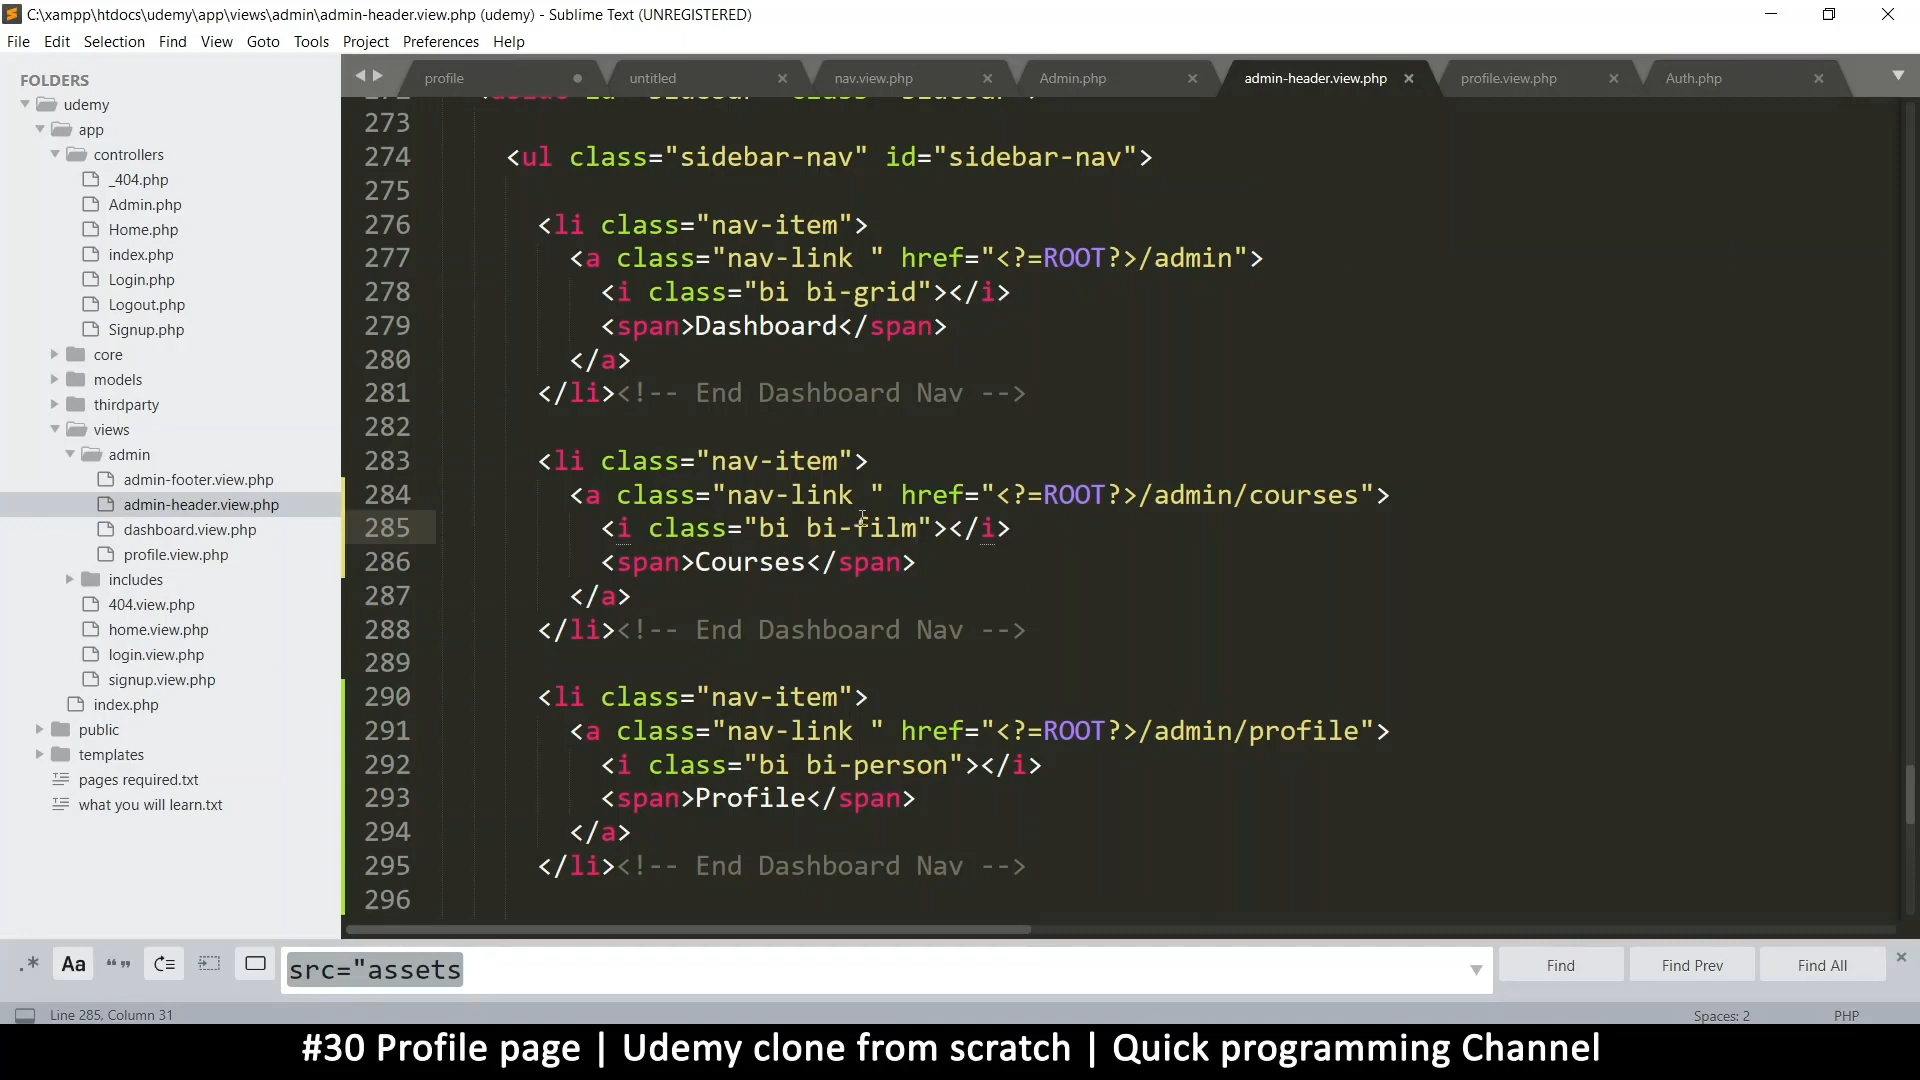 C:\xampp\htdocs\udemy\app\views\admin\admin-header.view.php (udemy) - Sublime Text (UNREGISTERED)
File Edit Selection Find View Goto Tools Project Preferences Help
FOLDERS
udemy
app
controllers
_404.php
Admin.php
Home.php
index.php
Login.php
Logout.php
Signup.php
core
models
thirdparty
views
admin
admin-footer.view.php
admin-header.view.php
dashboard.view.php
profile.view.php
includes
404.view.php
home.view.php
login.view.php
signup.view.php
index.php
public
templates
pages required.txt
what you will learn.txt
profile untitled nav.view.php Admin.php admin-header.view.php profile.view.php Auth.php
273
274 <ul class="sidebar-nav" id="sidebar-nav">
275
276 <li class="nav-item">
277 <a class="nav-link " href="<?=ROOT?>/admin">
278 <i class="bi bi-grid"></i>
279 <span>Dashboard</span>
280 </a>
281 </li><!-- End Dashboard Nav -->
282
283 <li class="nav-item">
284 <a class="nav-link " href="<?=ROOT?>/admin/courses">
285 <i class="bi bi-film"></i>
286 <span>Courses</span>
287 </a>
288 </li><!-- End Dashboard Nav -->
289
290 <li class="nav-item">
291 <a class="nav-link " href="<?=ROOT?>/admin/profile">
292 <i class="bi bi-person"></i>
293 <span>Profile</span>
294 </a>
295 </li><!-- End Dashboard Nav -->
296
.* Aa “” src="assets Find Find Prev Find All
Line 285, Column 31 Spaces: 2 PHP
#30 Profile page | Udemy clone from scratch | Quick programming Channel